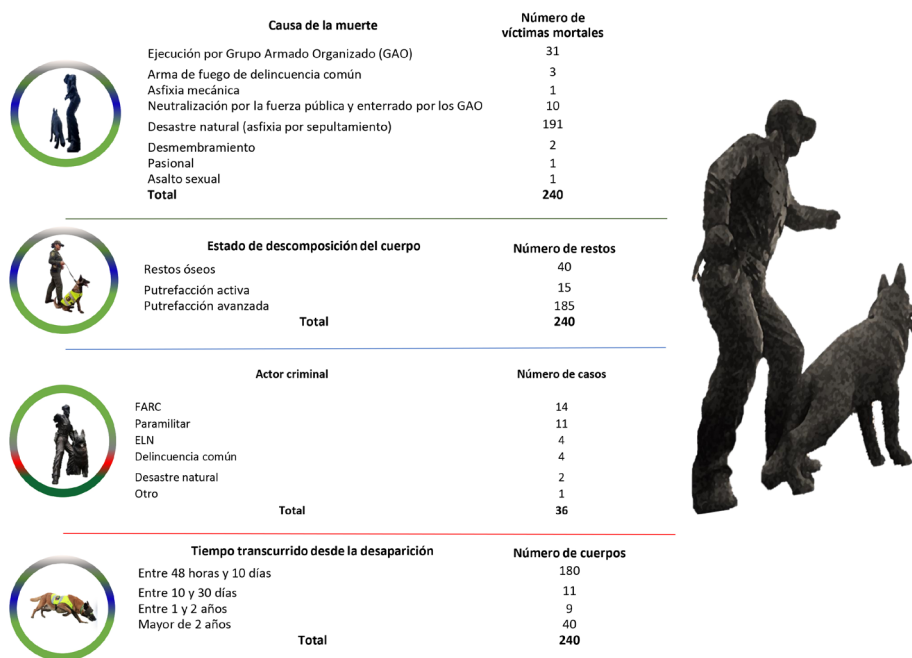 Causa de la muerte Número de víctimas mortales
Ejecución por Grupo Armado Organizado (GAO) 31
Arma de fuego de delincuencia común 3
Asfixia mecánica 1
Neutralización por la fuerza pública y enterrado por los GAO 10
Desastre natural (asfixia por sepultamiento) 191
Desmembramiento 2
Pasional 1
Asalto sexual 1
Total 240
Estado de descomposición del cuerpo Número de restos
Restos óseos 40
Putrefacción activa 15
Putrefacción avanzada 185
Total 240
Actor criminal Número de casos
FARC 14
Paramilitar 11
ELN 4
Delincuencia común 4
Desastre natural 2
Otro 1
Total 36
Tiempo transcurrido desde la desaparición Número de cuerpos
Entre 48 horas y 10 días 180
Entre 10 y 30 días 11
Entre 1 y 2 años 9
Mayor de 2 años 40
Total 240